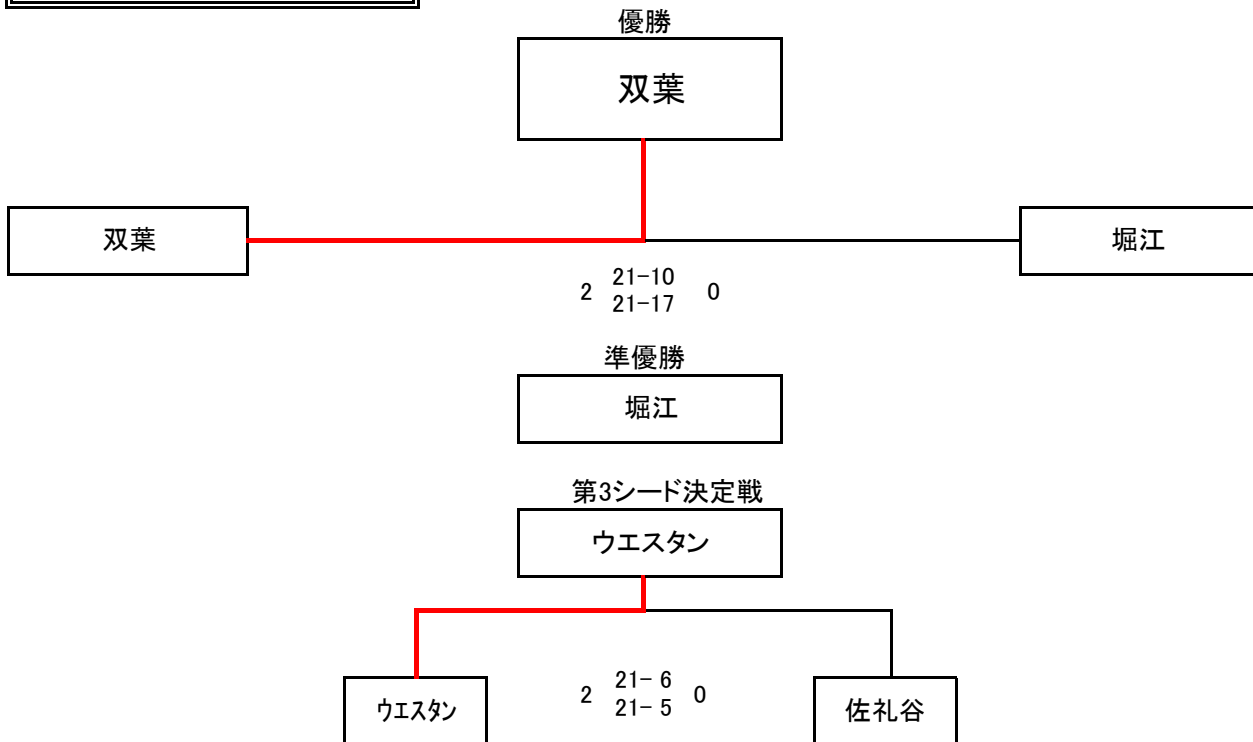 優勝
双葉
双葉
堀江
2 21-10 0
21-17
準優勝
堀江
第3シード決定戦
ウエスタン
2 21- 6 0
21- 5
ウエスタン
佐礼谷